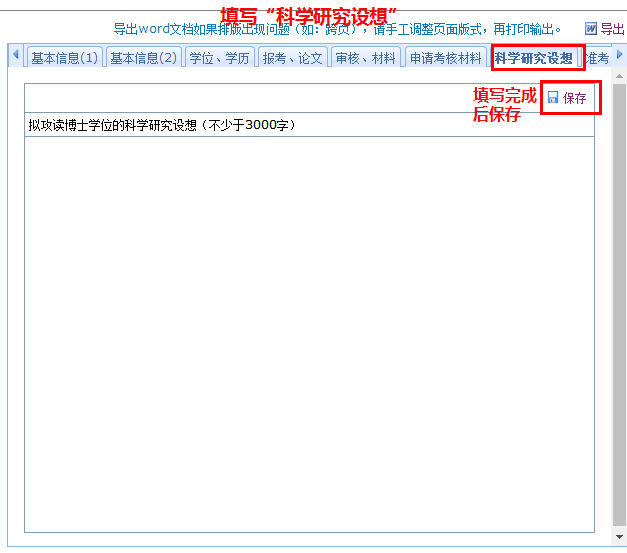 填写“科学研究设想”
导出word文档如果排版出现问题（如：跨页），请手工调整页面版式，再打印输出。 导出
基本信息(1) 基本信息(2) 学位、学历 报考、论文 审核、材料 申请考核材料 科学研究设想 准考
填写完成 保存
后保存
拟攻读博士学位的科学研究设想（不少于3000字）